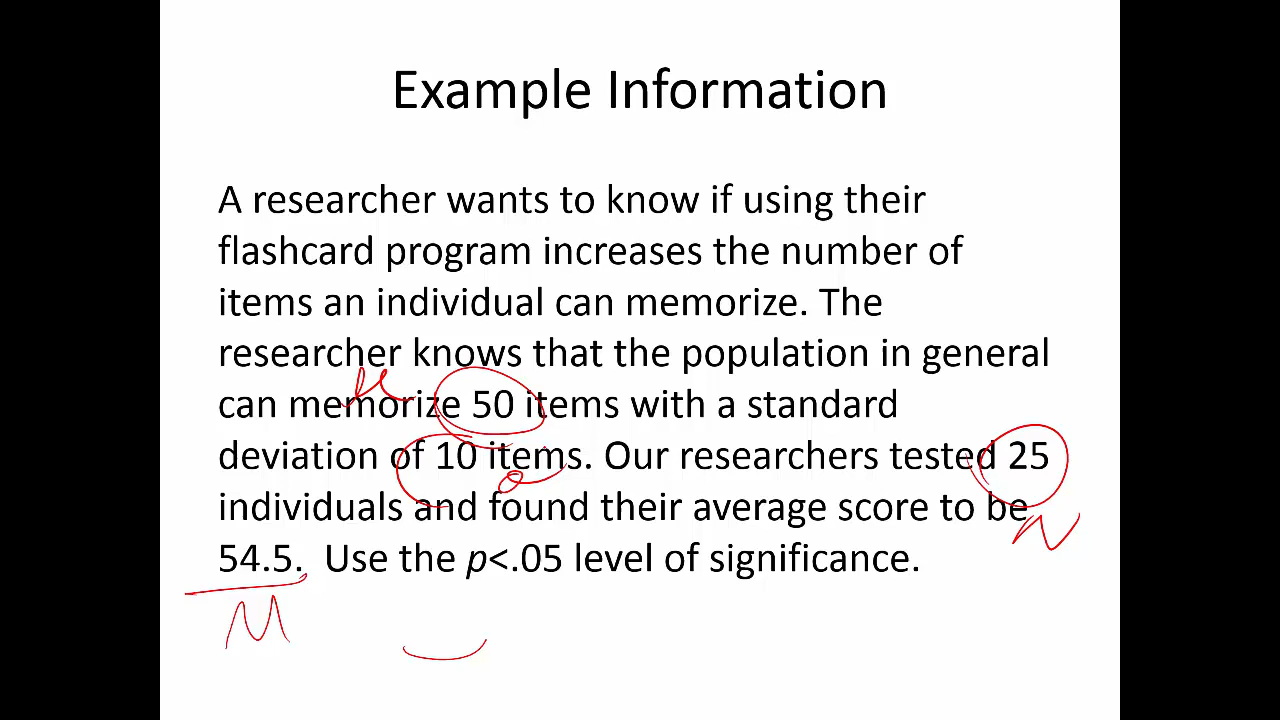 Example Information
A researcher wants to know if using their
flashcard program increases the number of
items an individual can memorize. The
researcher knows that the population in general
μ
can memorize 50 items with a standard
deviation of 10 items. Our researchers tested 25
σ
individuals and found their average score to be
N
54.5. Use the p<.05 level of significance.
M